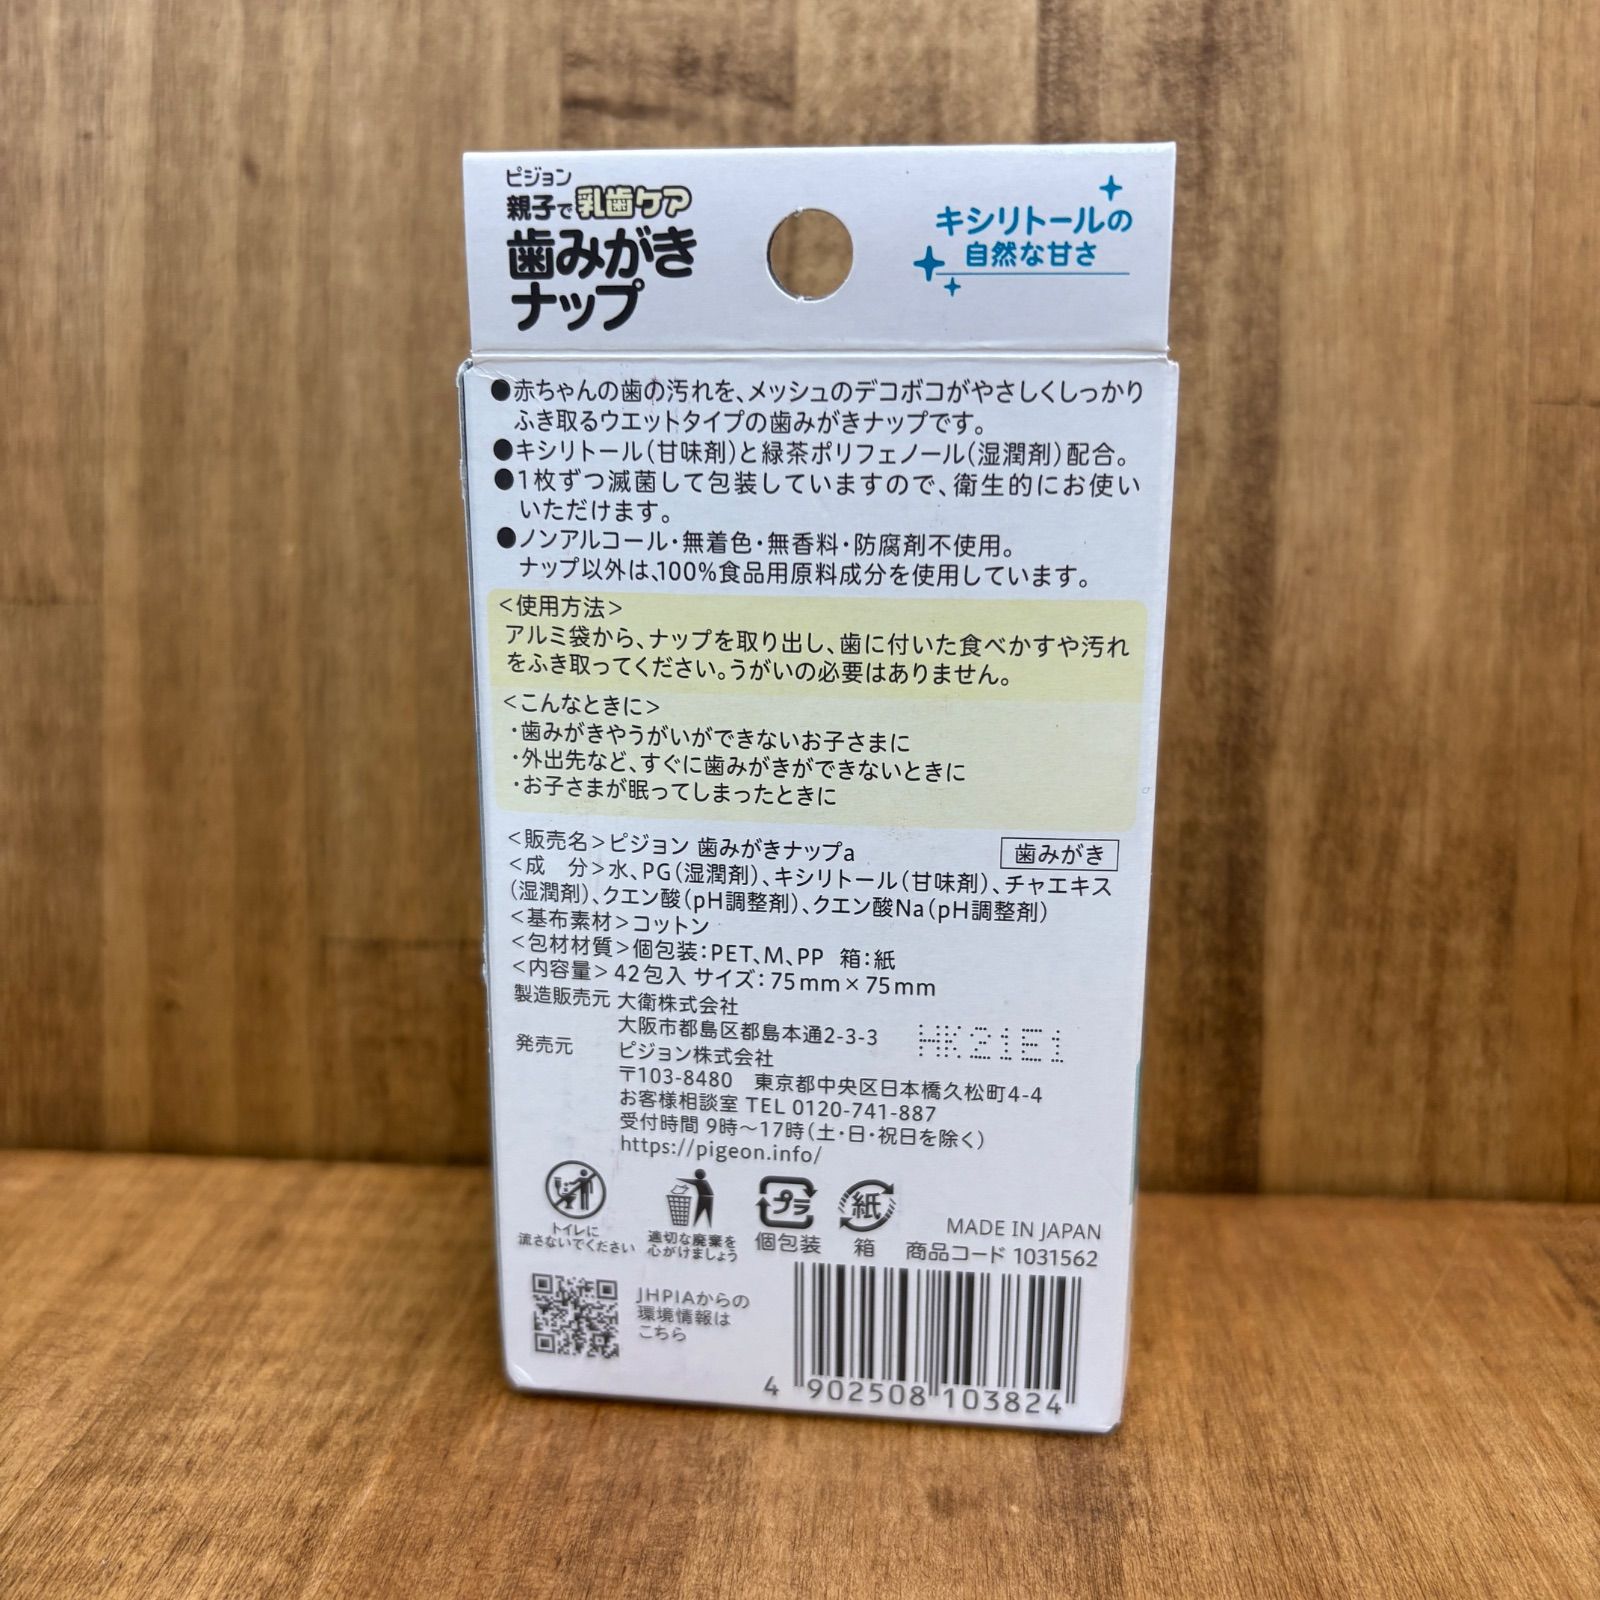 ピジョン
親子で乳歯ケア
歯みがき
ナップ
キシリトールの
自然な甘さ
●赤ちゃんの歯の汚れを、メッシュのデコボコがやさしくしっかり
ふき取るウエットタイプの歯みがきナップです。
●キシリトール(甘味剤)と緑茶ポリフェノール(湿潤剤)配合。
●1枚ずつ滅菌して包装していますので、衛生的にお使い
いただけます。
●ノンアルコール・無着色・無香料・防腐剤不使用。
ナップ以外は、100%食品用原料成分を使用しています。
<使用方法>
アルミ袋から、ナップを取り出し、歯に付いた食べかすや汚れ
をふき取ってください。うがいの必要はありません。
<こんなときに>
・歯みがきやうがいができないお子さまに
・外出先など、すぐに歯みがきができないときに
・お子さまが眠ってしまったときに
<販売名>ピジョン 歯みがきナップa
歯みがき
<成 分>水、PG(湿潤剤)、キシリトール(甘味剤)、チャエキス
(湿潤剤)、クエン酸(pH調整剤)、クエン酸Na(pH調整剤)
<基布素材>コットン
<包材材質>個包装:PET、M、PP 箱:紙
<内容量>42包入 サイズ:75mm×75mm
製造販売元 大衛株式会社
大阪市都島区都島本通2-3-3
HK21E1
発売元 ピジョン株式会社
〒103-8480 東京都中央区日本橋久松町4-4
お客様相談室 TEL 0120-741-887
受付時間 9時～17時(土・日・祝日を除く)
https://pigeon.info/
トイレに
流さないでください
適切な廃棄を
心がけましょう
プラ
個包装
紙
箱
MADE IN JAPAN
商品コード 1031562
JHPIAからの
環境情報は
こちら
4 902508 103824